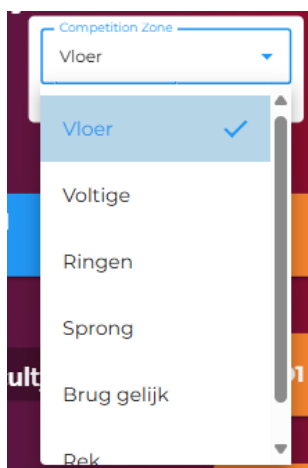 Competition Zone
Vloer
Vloer
Voltige
Ringen
Sprong
Brug gelijk
Rek